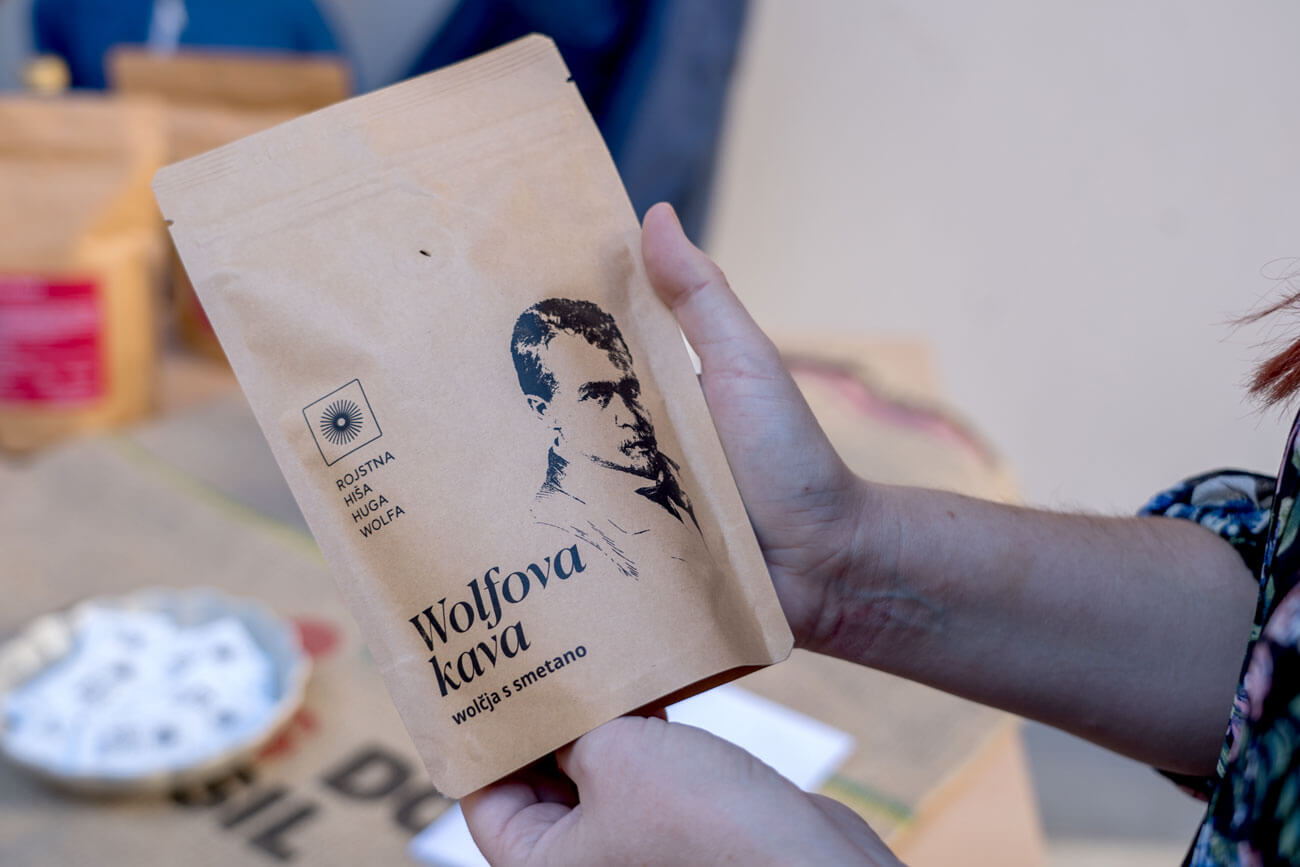 ROJSTNA
HIŠA
HUGA
WOLFA
Wolfova
kava
wolčja s smetano